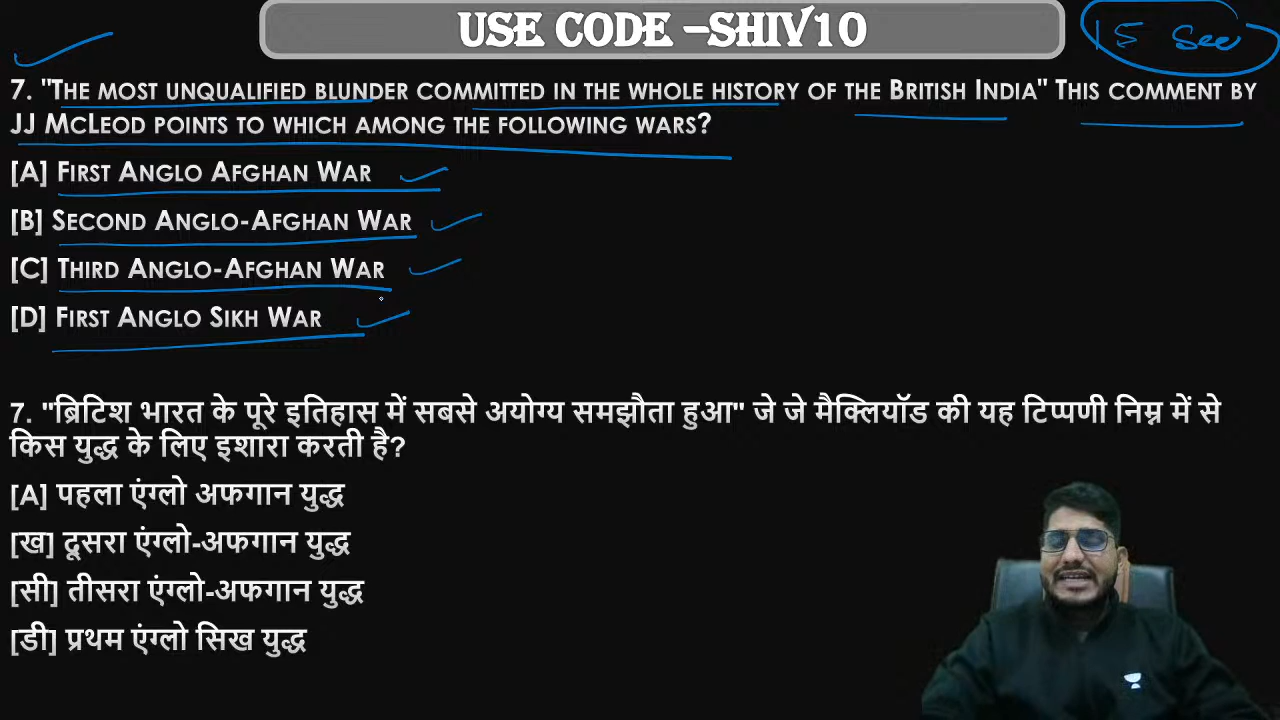 USE CODE –SHIV10
15 Sec
7. "THE MOST UNQUALIFIED BLUNDER COMMITTED IN THE WHOLE HISTORY OF THE BRITISH INDIA" THIS COMMENT BY
JJ MCLEOD POINTS TO WHICH AMONG THE FOLLOWING WARS?
[A] FIRST ANGLO AFGHAN WAR
[B] SECOND ANGLO-AFGHAN WAR
[C] THIRD ANGLO-AFGHAN WAR
[D] FIRST ANGLO SIKH WAR
7. "ब्रिटिश भारत के पूरे इतिहास में सबसे अयोग्य समझौता हुआ" जे जे मैक्लियॉड की यह टिप्पणी निम्न में से
किस युद्ध के लिए इशारा करती है?
[A] पहला एंग्लो अफगान युद्ध
[ख] दूसरा एंग्लो-अफगान युद्ध
[सी] तीसरा एंग्लो-अफगान युद्ध
[डी] प्रथम एंग्लो सिख युद्ध